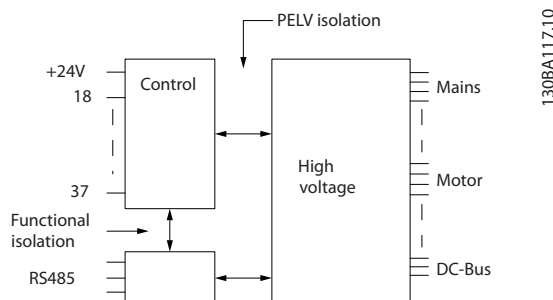 PELV isolation
130BA117.10
+24V
18
Control
Mains
High
voltage
37
Motor
Functional
isolation
RS485
DC-Bus